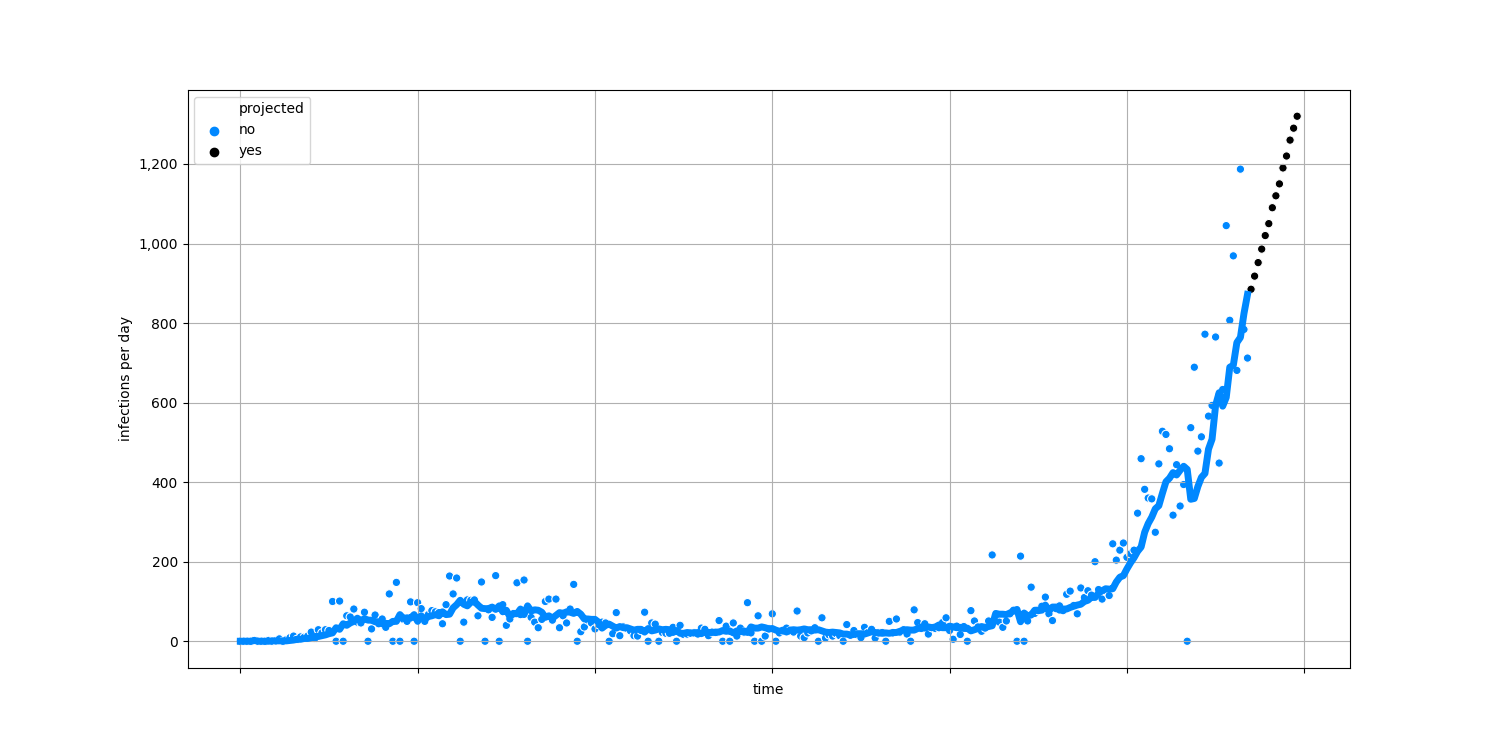 projected
no
yes
1,200
1,000
800
600
400
200
0
infections per day
time